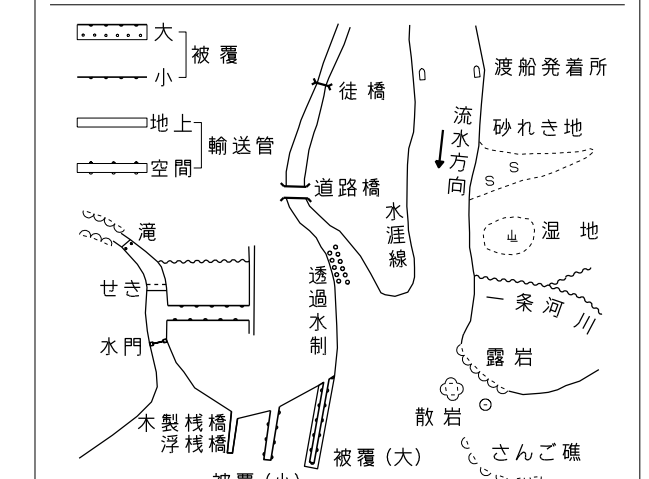 大
小
被覆
地上
空間
輸送管
徒橋
道路橋
水涯線
渡船発着所
流水方向
砂れき地
湿地
一条河川
露岩
散岩
さんご礁
滝
せき
水門
透過水制
木製桟橋
浮桟橋
被覆(大)
被覆(小)